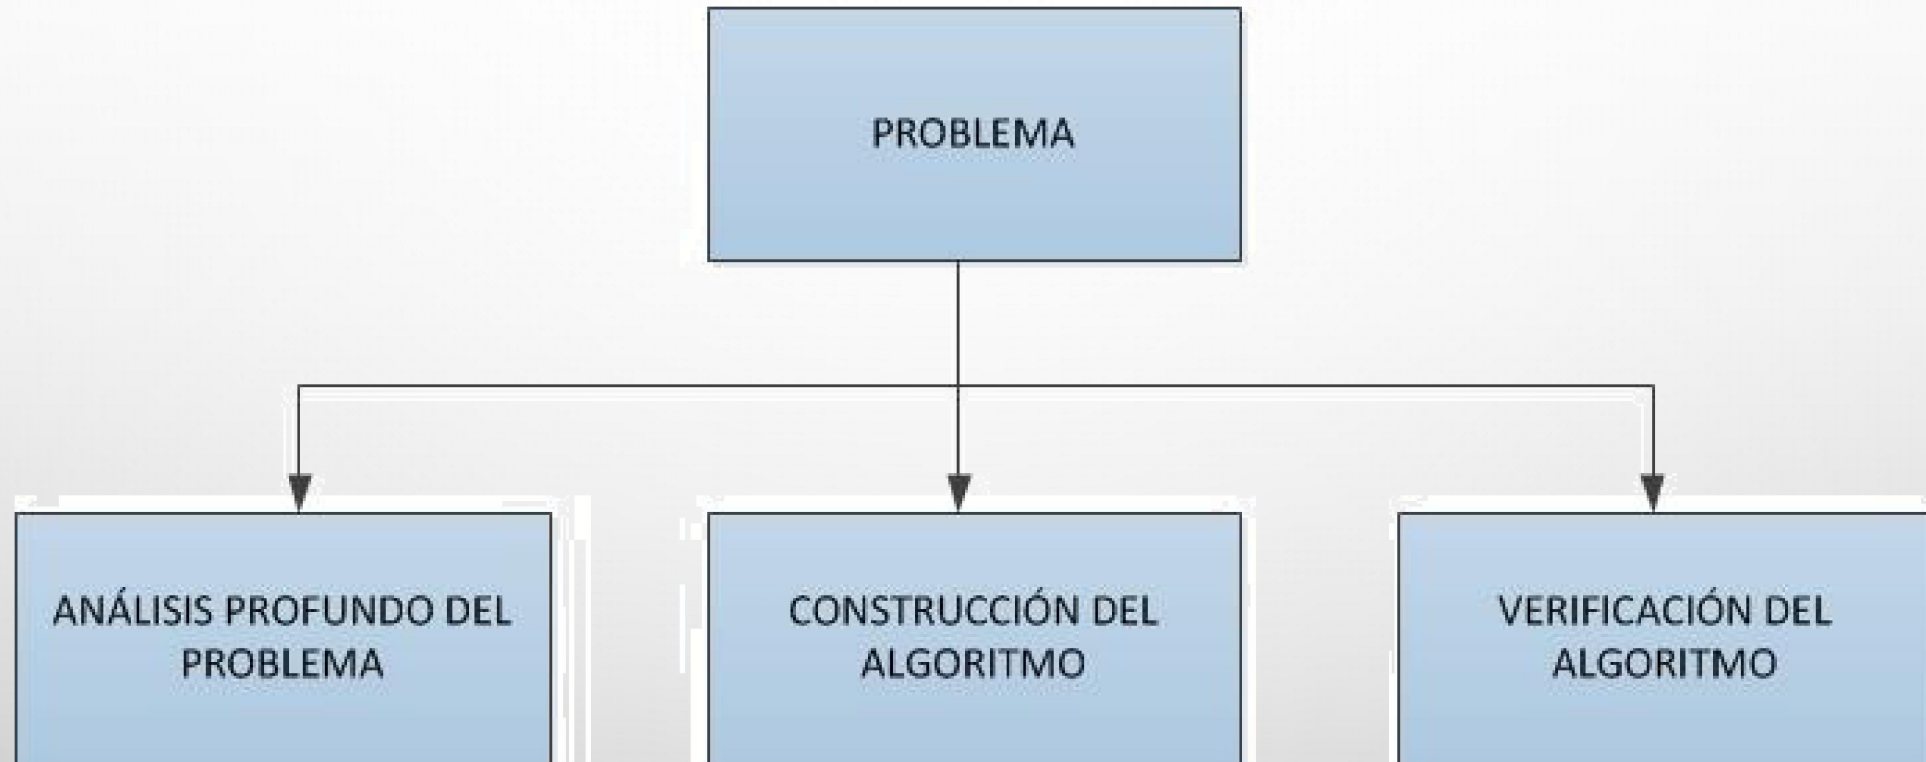 PROBLEMA
ANÁLISIS PROFUNDO DEL
PROBLEMA
CONSTRUCCIÓN DEL
ALGORITMO
VERIFICACIÓN DEL
ALGORITMO